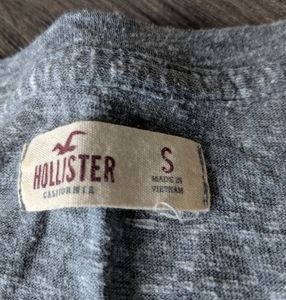 HOLLISTER
CALIFORNIA
S
MADE IN
VIETNAM